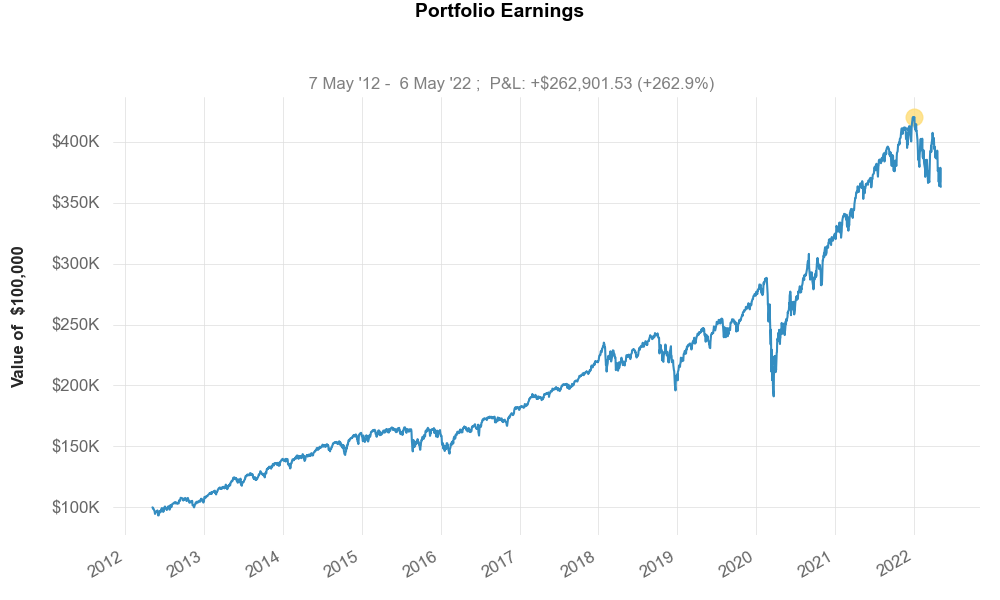 Portfolio Earnings
7 May '12 -  6 May '22 ;  P&L: +$262,901.53 (+262.9%)
Value of  $100,000
$400K
$350K
$300K
$250K
$200K
$150K
$100K
2012
2013
2014
2015
2016
2017
2018
2019
2020
2021
2022